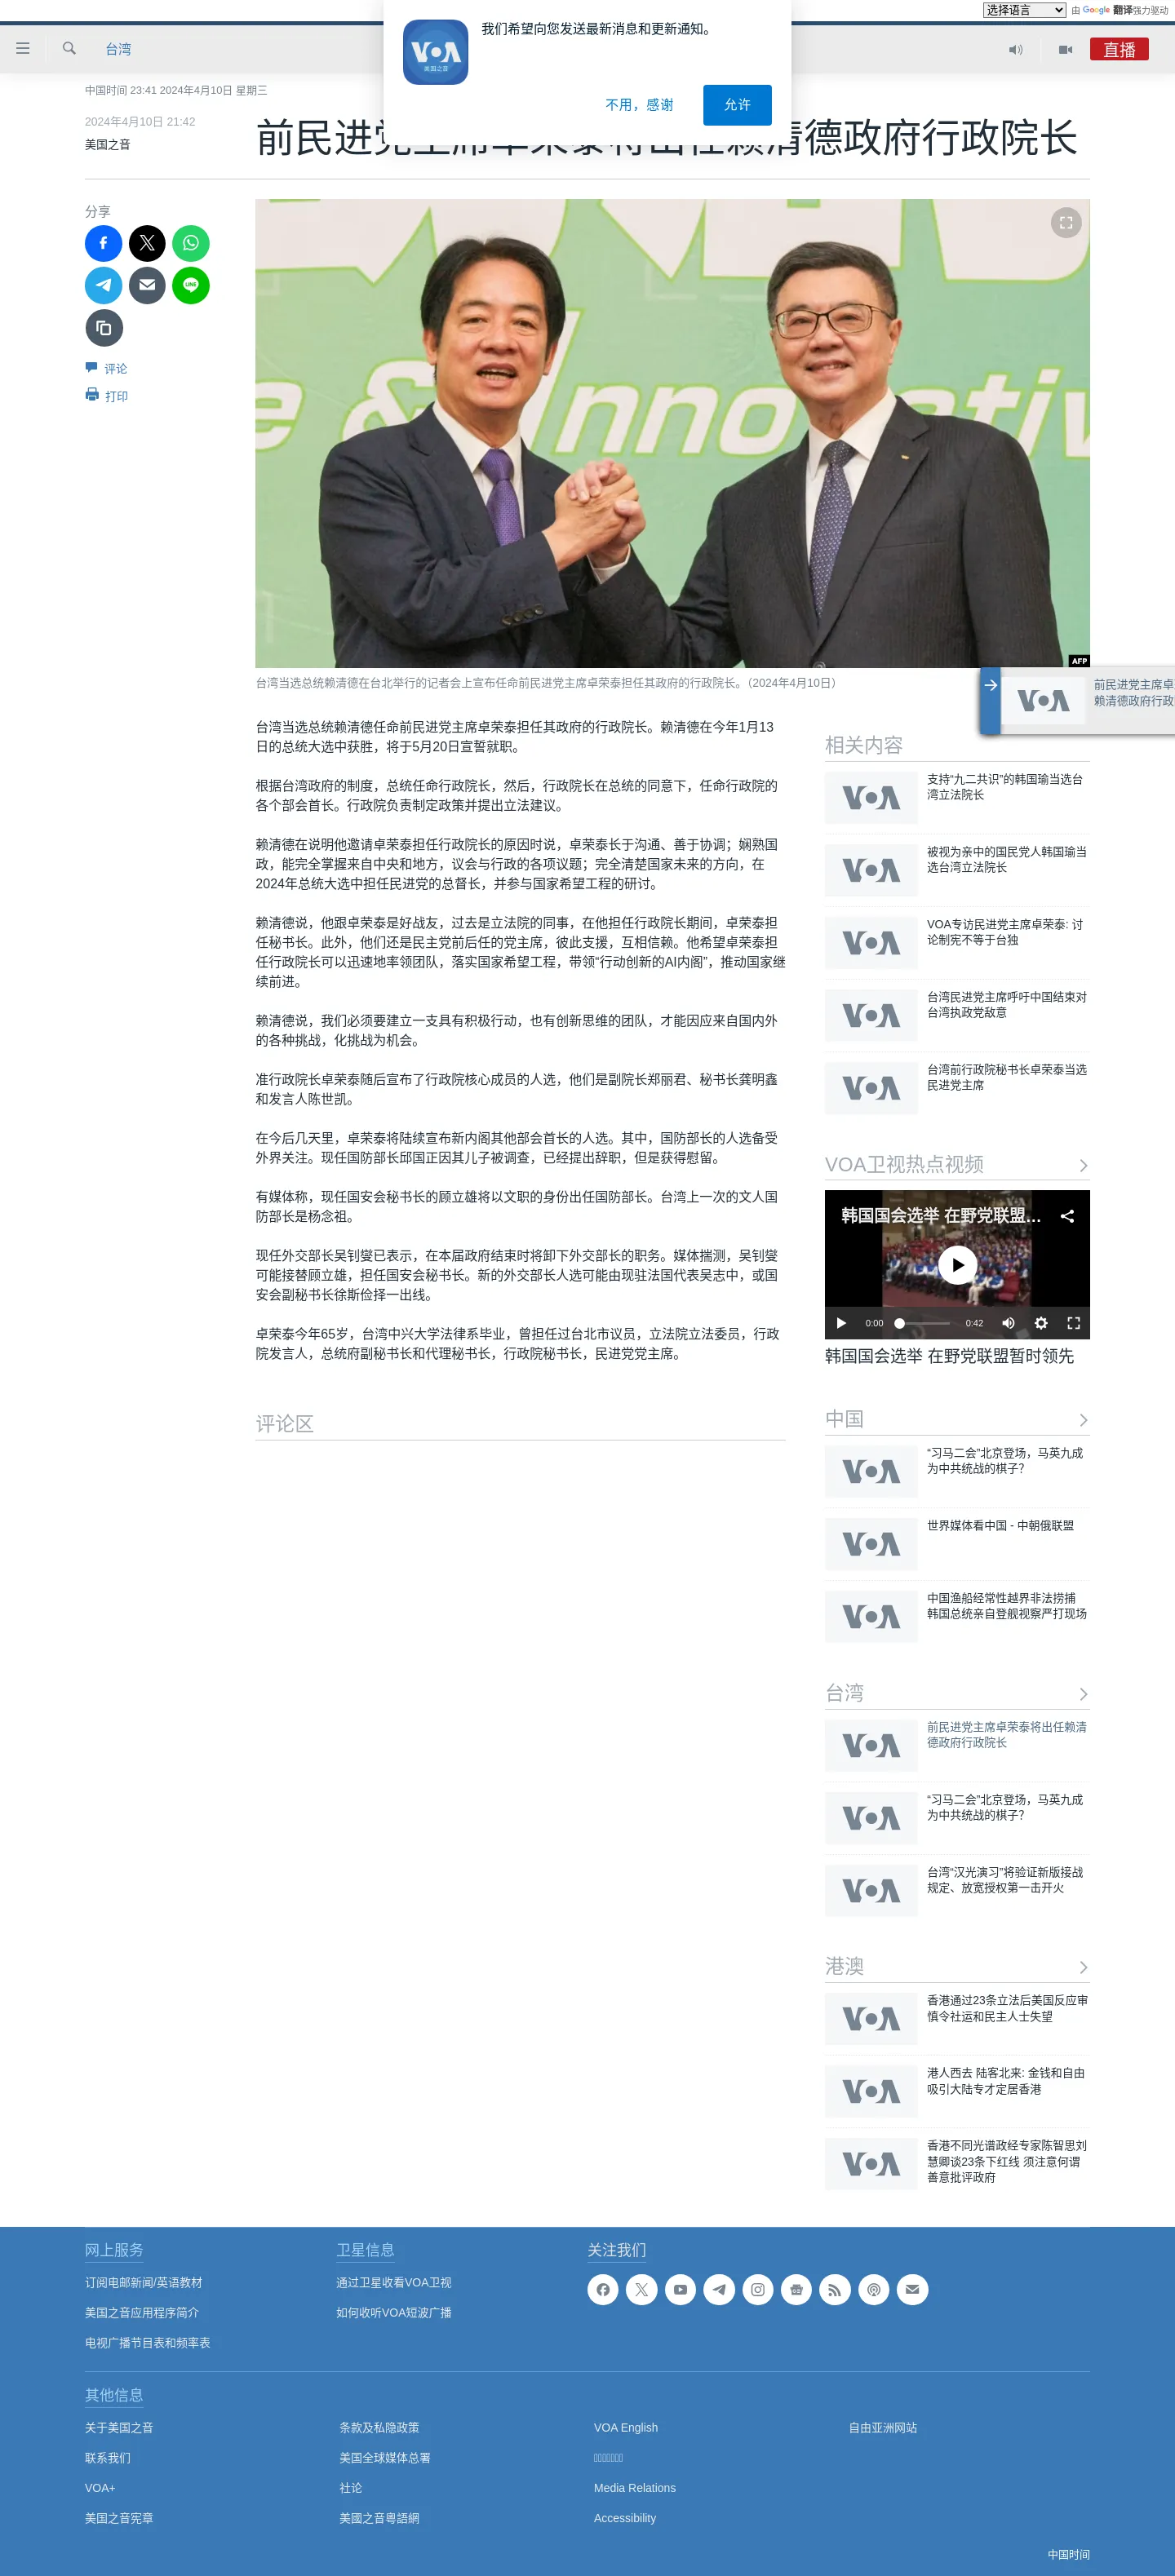 选择语言
由 Google 翻译强力驱动
VOA
美国之音
我们希望向您发送最新消息和更新通知。
不用，感谢
允许
台湾
直播
中国时间 23:41 2024年4月10日 星期三
2024年4月10日 21:42
美国之音
前民进党主席卓荣泰将出任赖清德政府行政院长
分享
评论
打印
e & Innovativ
AFP
台湾当选总统赖清德在台北举行的记者会上宣布任命前民进党主席卓荣泰担任其政府的行政院长。（2024年4月10日）
VOA
前民进党主席卓
赖清德政府行政
台湾当选总统赖清德任命前民进党主席卓荣泰担任其政府的行政院长。赖清德在今年1月13
日的总统大选中获胜，将于5月20日宣誓就职。
根据台湾政府的制度，总统任命行政院长，然后，行政院长在总统的同意下，任命行政院的
各个部会首长。行政院负责制定政策并提出立法建议。
赖清德在说明他邀请卓荣泰担任行政院长的原因时说，卓荣泰长于沟通、善于协调；娴熟国
政，能完全掌握来自中央和地方，议会与行政的各项议题；完全清楚国家未来的方向，在
2024年总统大选中担任民进党的总督长，并参与国家希望工程的研讨。
赖清德说，他跟卓荣泰是好战友，过去是立法院的同事，在他担任行政院长期间，卓荣泰担
任秘书长。此外，他们还是民主党前后任的党主席，彼此支援，互相信赖。他希望卓荣泰担
任行政院长可以迅速地率领团队，落实国家希望工程，带领“行动创新的AI内阁”，推动国家继
续前进。
赖清德说，我们必须要建立一支具有积极行动，也有创新思维的团队，才能因应来自国内外
的各种挑战，化挑战为机会。
准行政院长卓荣泰随后宣布了行政院核心成员的人选，他们是副院长郑丽君、秘书长龚明鑫
和发言人陈世凯。
在今后几天里，卓荣泰将陆续宣布新内阁其他部会首长的人选。其中，国防部长的人选备受
外界关注。现任国防部长邱国正因其儿子被调查，已经提出辞职，但是获得慰留。
有媒体称，现任国安会秘书长的顾立雄将以文职的身份出任国防部长。台湾上一次的文人国
防部长是杨念祖。
现任外交部长吴钊燮已表示，在本届政府结束时将卸下外交部长的职务。媒体揣测，吴钊燮
可能接替顾立雄，担任国安会秘书长。新的外交部长人选可能由现驻法国代表吴志中，或国
安会副秘书长徐斯俭择一出线。
卓荣泰今年65岁，台湾中兴大学法律系毕业，曾担任过台北市议员，立法院立法委员，行政
院发言人，总统府副秘书长和代理秘书长，行政院秘书长，民进党党主席。
评论区
相关内容
VOA
支持“九二共识”的韩国瑜当选台
湾立法院长
VOA
被视为亲中的国民党人韩国瑜当
选台湾立法院长
VOA
VOA专访民进党主席卓荣泰: 讨
论制宪不等于台独
VOA
台湾民进党主席呼吁中国结束对
台湾执政党敌意
VOA
台湾前行政院秘书长卓荣泰当选
民进党主席
VOA卫视热点视频
韩国国会选举 在野党联盟...
0:00
0:42
韩国国会选举 在野党联盟暂时领先
中国
VOA
“习马二会”北京登场，马英九成
为中共统战的棋子？
VOA
世界媒体看中国 - 中朝俄联盟
VOA
中国渔船经常性越界非法捞捕
韩国总统亲自登舰视察严打现场
台湾
VOA
前民进党主席卓荣泰将出任赖清
德政府行政院长
VOA
“习马二会”北京登场，马英九成
为中共统战的棋子？
VOA
台湾“汉光演习”将验证新版接战
规定、放宽授权第一击开火
港澳
VOA
香港通过23条立法后美国反应审
慎令社运和民主人士失望
VOA
港人西去 陆客北来: 金钱和自由
吸引大陆专才定居香港
VOA
香港不同光谱政经专家陈智思刘
慧卿谈23条下红线 须注意何谓
善意批评政府
网上服务
订阅电邮新闻/英语教材
美国之音应用程序简介
电视广播节目表和频率表
卫星信息
通过卫星收看VOA卫视
如何收听VOA短波广播
关注我们
其他信息
关于美国之音
联系我们
VOA+
美国之音宪章
条款及私隐政策
美国全球媒体总署
社论
美國之音粵語網
VOA English
Media Relations
Accessibility
自由亚洲网站
中国时间